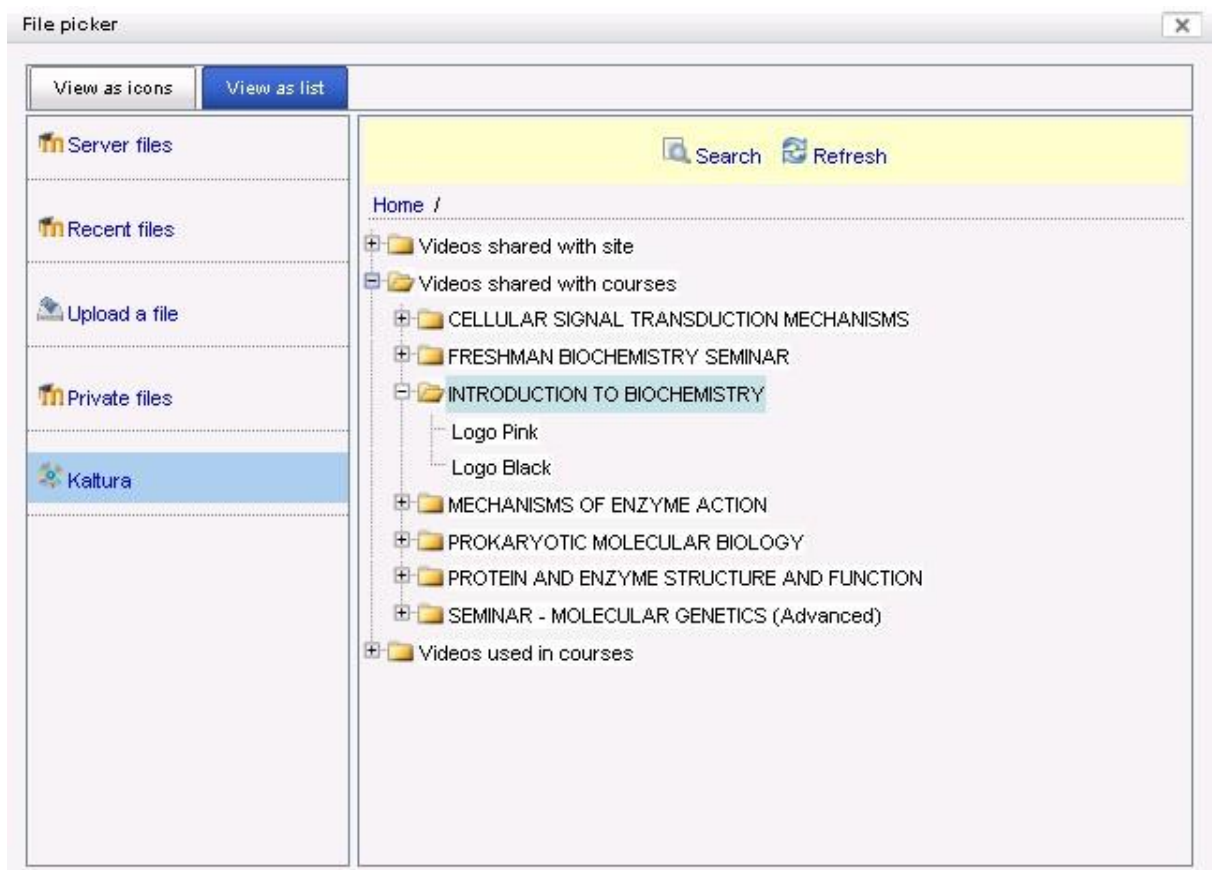 File picker
View as icons
View as list
Server files
Recent files
Upload a file
Private files
Kaltura
Search Refresh
Home /
Videos shared with site
Videos shared with courses
CELLULAR SIGNAL TRANSDUCTION MECHANISMS
FRESHMAN BIOCHEMISTRY SEMINAR
INTRODUCTION TO BIOCHEMISTRY
Logo Pink
Logo Black
MECHANISMS OF ENZYME ACTION
PROKARYOTIC MOLECULAR BIOLOGY
PROTEIN AND ENZYME STRUCTURE AND FUNCTION
SEMINAR - MOLECULAR GENETICS (Advanced)
Videos used in courses